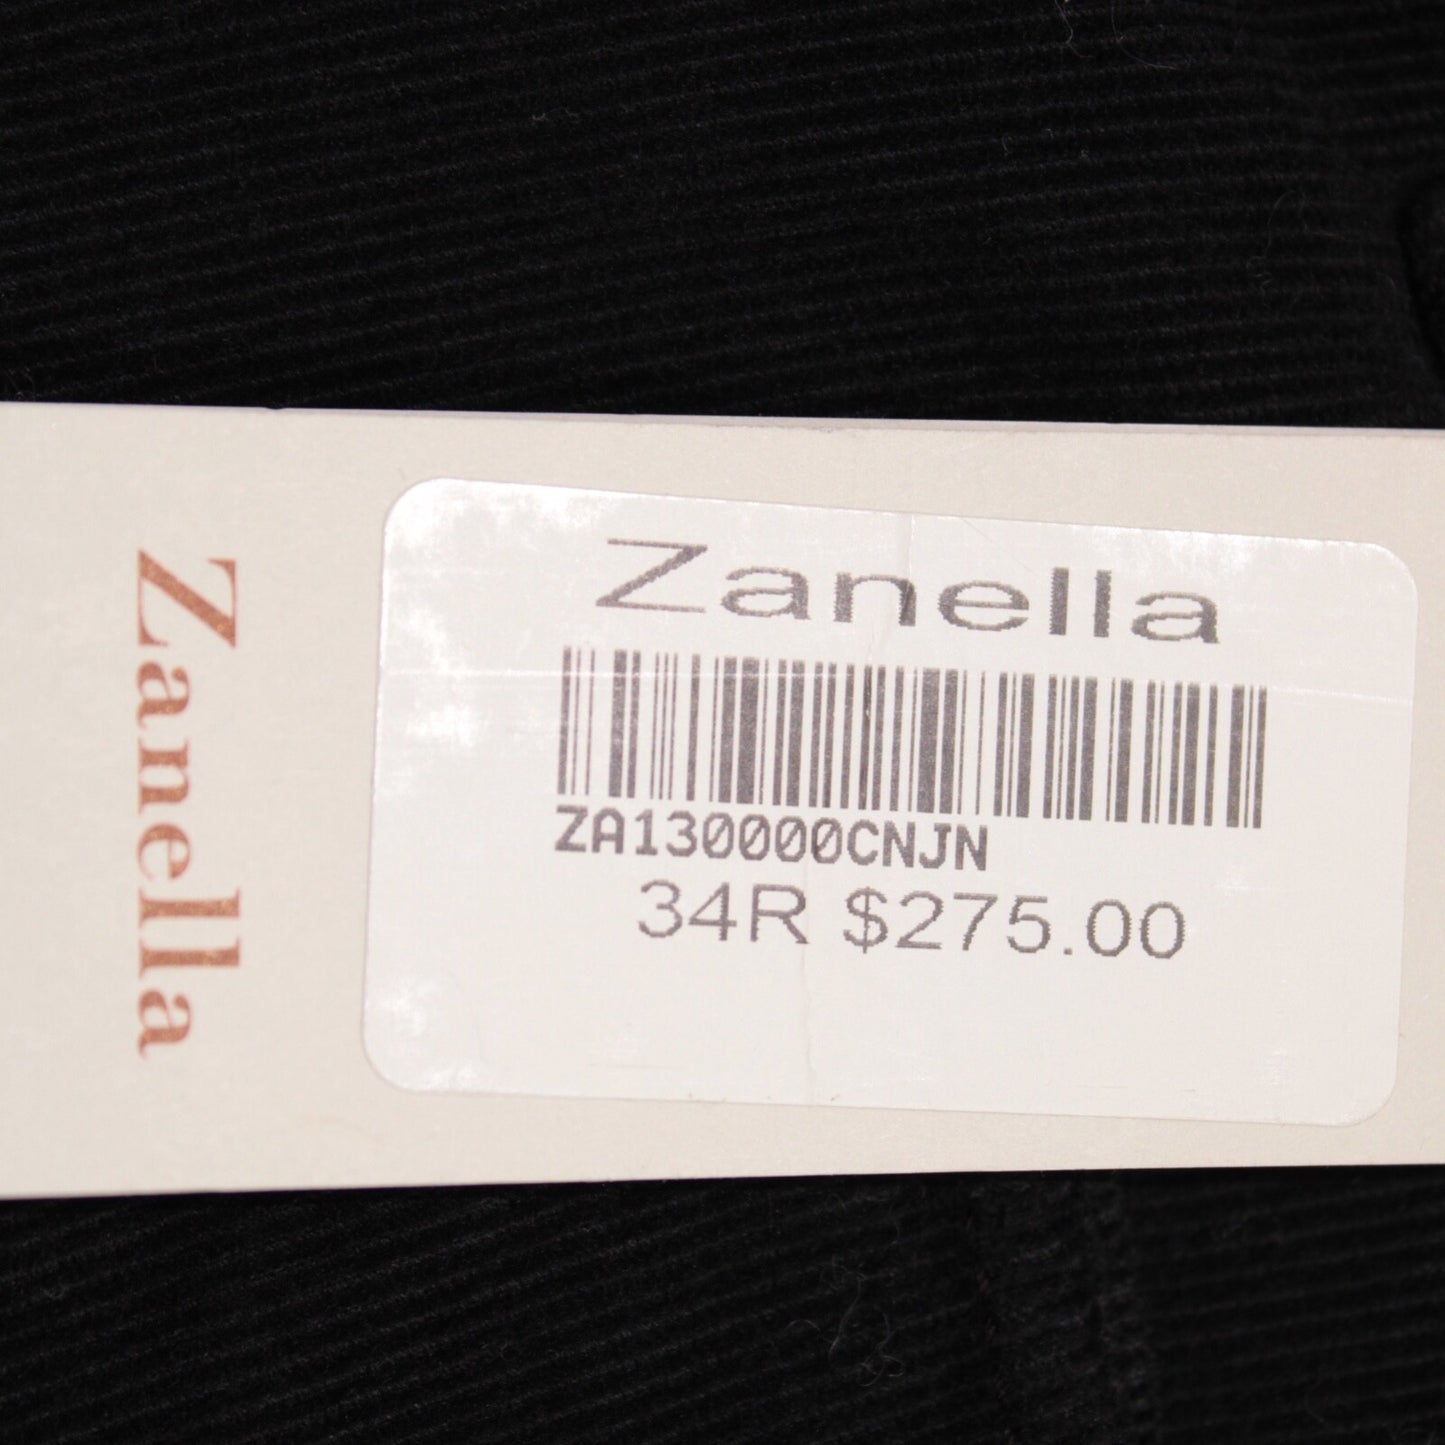 Zanella
Zanella
ZA130000CNJN
34R $275.00